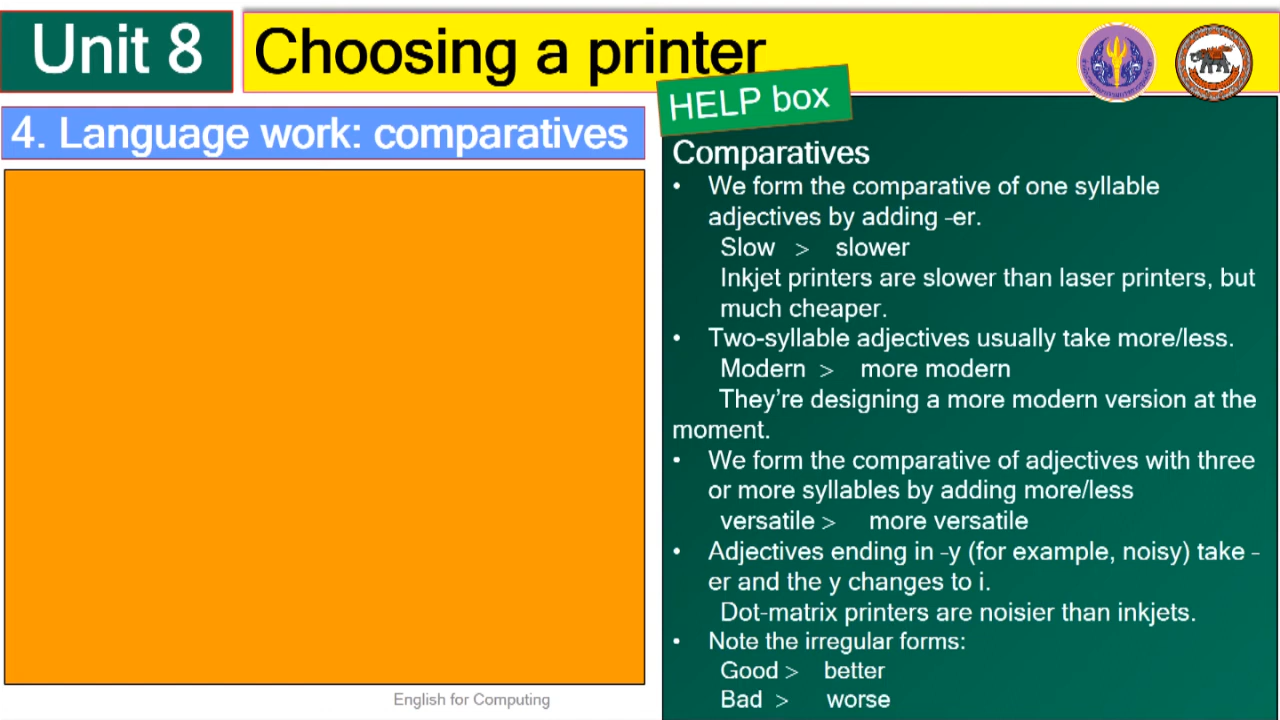 Unit 8
Choosing a printer
HELP box
4. Language work: comparatives
Comparatives
• We form the comparative of one syllable
adjectives by adding –er.
Slow > slower
Inkjet printers are slower than laser printers, but
much cheaper.
• Two-syllable adjectives usually take more/less.
Modern > more modern
They’re designing a more modern version at the
moment.
• We form the comparative of adjectives with three
or more syllables by adding more/less
versatile > more versatile
• Adjectives ending in –y (for example, noisy) take –
er and the y changes to i.
Dot-matrix printers are noisier than inkjets.
• Note the irregular forms:
Good > better
Bad > worse
English for Computing